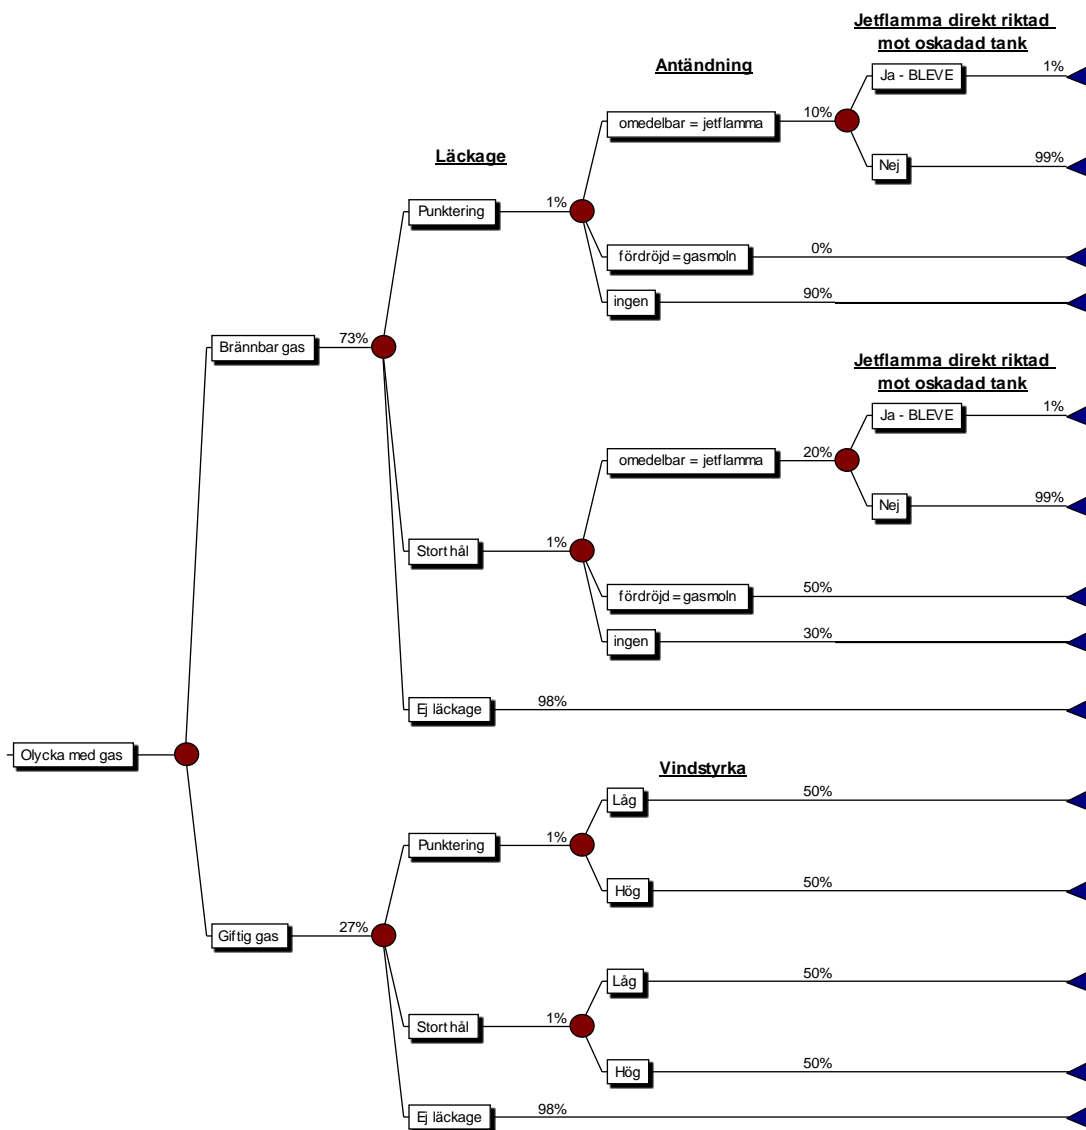 Jetflamma direkt riktad
mot oskadad tank
Antändning
Ja - BLEVE 1%
omedelbar = jetflamma 10%
Läckage
Nej 99%
Punktering 1%
fördröjd = gasmoln 0%
ingen 90%
Brännbar gas 73%
Jetflamma direkt riktad
mot oskadad tank
Ja - BLEVE 1%
omedelbar = jetflamma 20%
Nej 99%
Stort hål 1%
fördröjd = gasmoln 50%
ingen 30%
Ej läckage 98%
Olycka med gas
Vindstyrka
Låg 50%
Punktering 1%
Hög 50%
Giftig gas 27%
Låg 50%
Stort hål 1%
Hög 50%
Ej läckage 98%